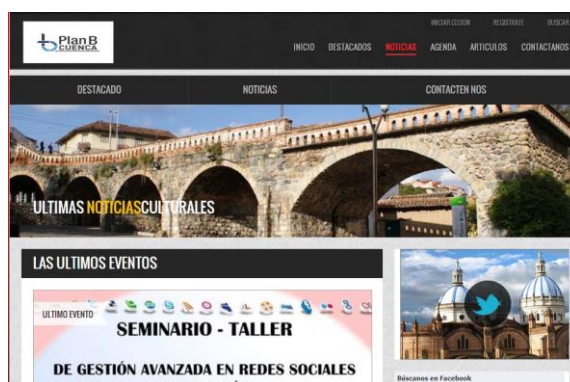 INICIAR CECION REGISTRATE BUSCAR
Plan B
CUENCA
INICIO DESTACADOS NOTICIAS AGENDA ARTICULOS CONTACTANOS
DESTACADO NOTICIAS CONTACTEN NOS
ULTIMAS NOTICIASCULTURALES
LAS ULTIMOS EVENTOS
ULTIMO EVENTO
SEMINARIO - TALLER
DE GESTIÓN AVANZADA EN REDES SOCIALES
Búscanos en Facebook